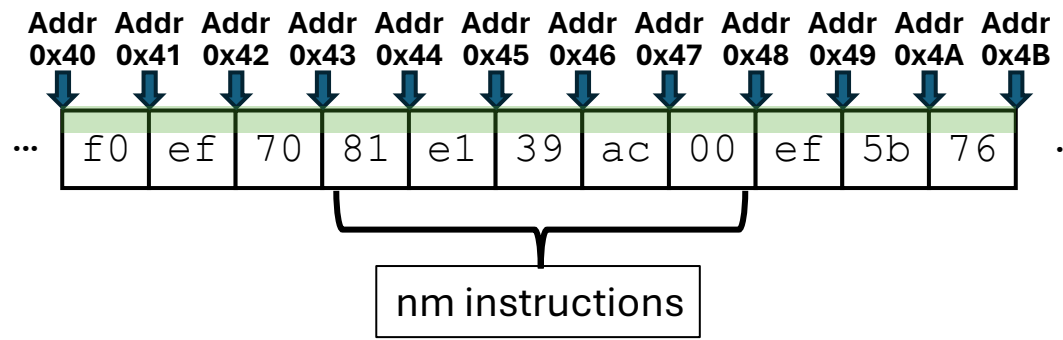 Addr Addr Addr Addr Addr Addr Addr Addr Addr Addr Addr Addr
0x40 0x41 0x42 0x43 0x44 0x45 0x46 0x47 0x48 0x49 0x4A 0x4B
... f0 ef 70 81 e1 39 ac 00 ef 5b 76 .
nm instructions